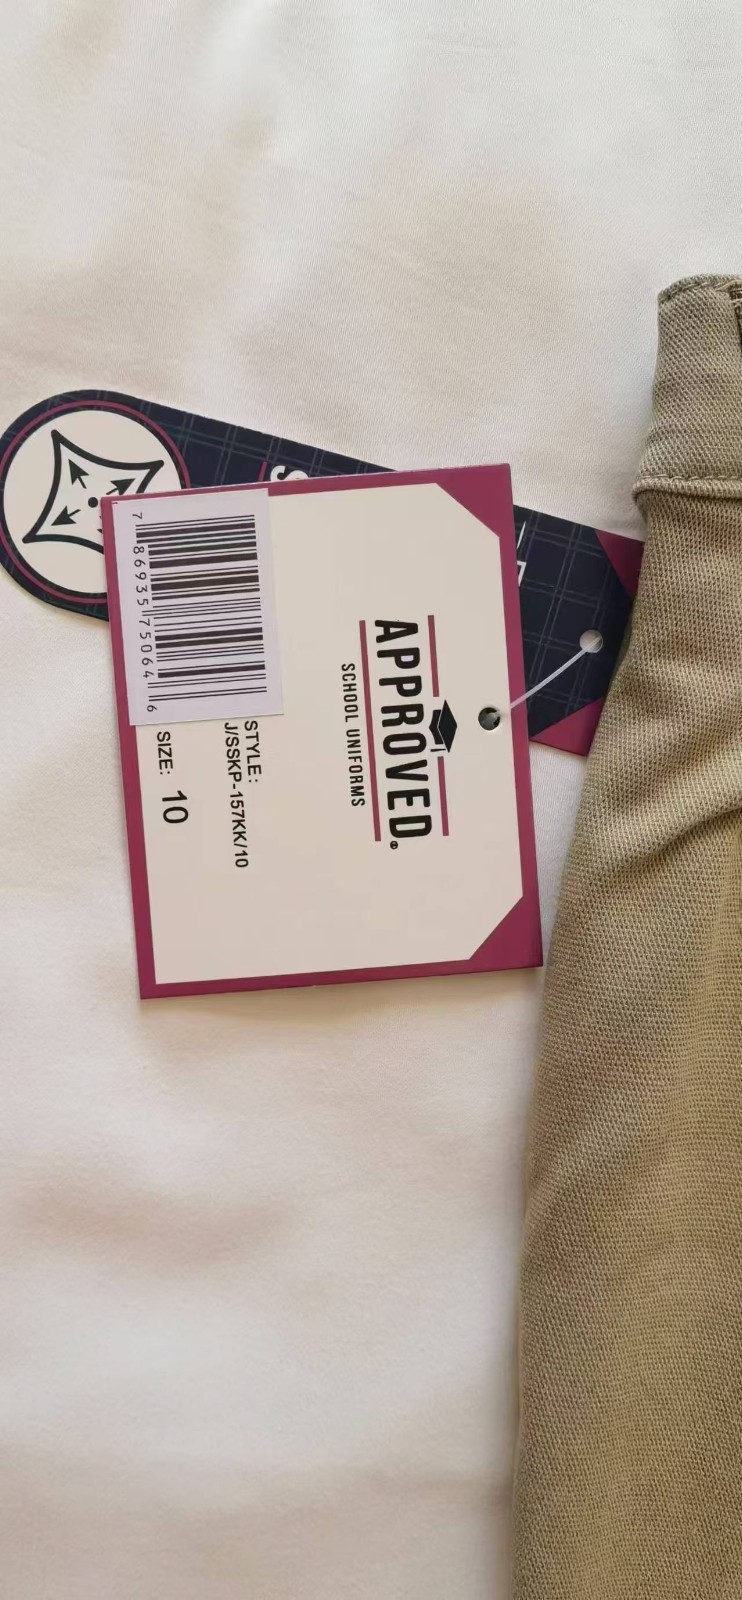 APPROVED®
SCHOOL UNIFORMS
STYLE:
J/SSKP-157KK/10
SIZE: 10
7 86935 75064 6